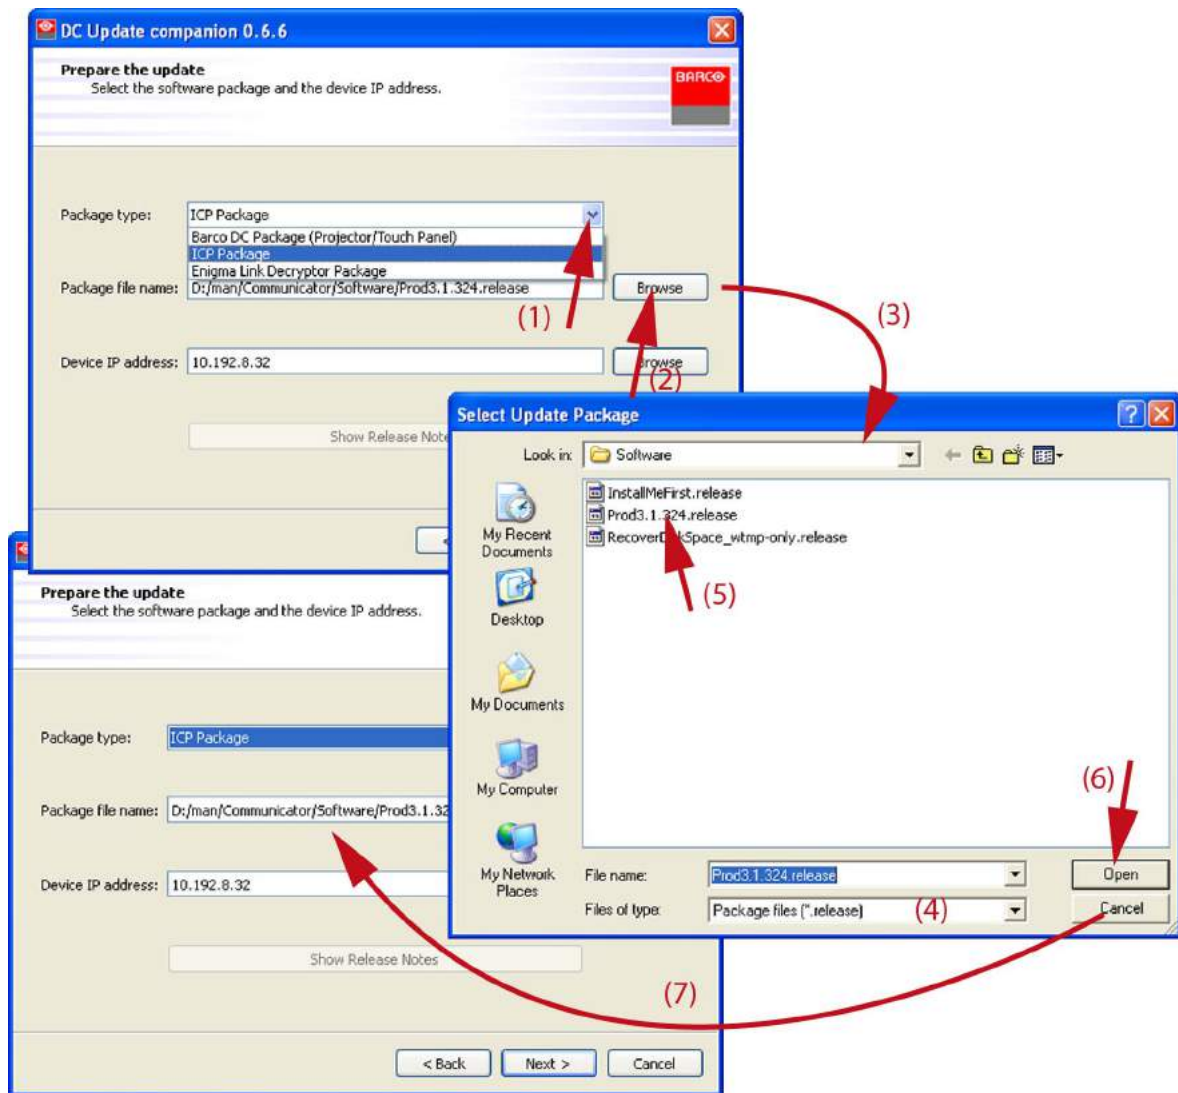 DC Update companion 0.6.6
Prepare the update
Select the software package and the device IP address.
BARCO
Package type:
ICP Package
Barco DC Package (Projector/Touch Panel)
ICP Package
Enigma Link Decryptor Package
Package file name:
D:/man/Communicator/Software/Prod3.1.324.release
Browse
(1)
(3)
Device IP address:
10.192.8.32
Browse
(2)
Show Release Note
<
Select Update Package
Look in:
Software
InstallMeFirst.release
Prod3.1.324.release
RecoverDiskSpace_wtmp-only.release
(5)
My Recent
Documents
Desktop
My Documents
My Computer
My Network
Places
(6)
File name:
Prod3.1.324.release
Open
Files of type:
Package files (*.release)
(4)
Cancel
Prepare the update
Select the software package and the device IP address.
Package type:
ICP Package
Package file name:
D:/man/Communicator/Software/Prod3.1.32
Device IP address:
10.192.8.32
Show Release Notes
(7)
< Back
Next >
Cancel